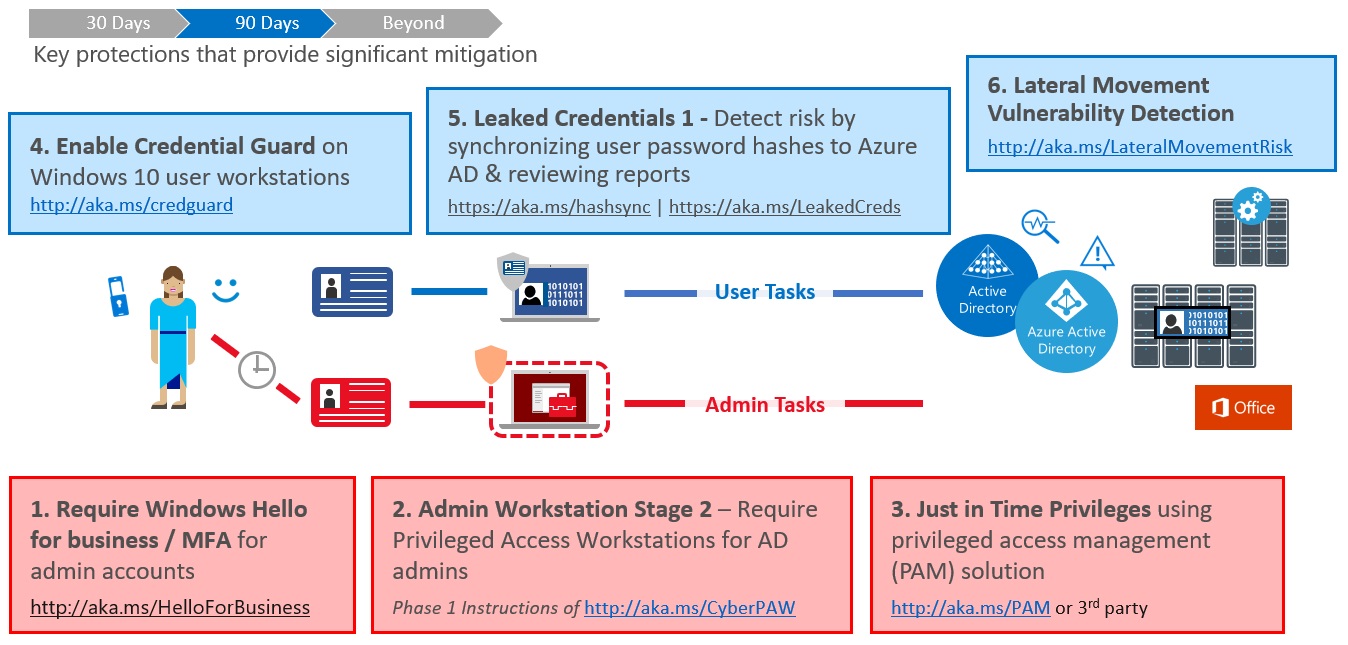 30 Days
90 Days
Beyond
Key protections that provide significant mitigation
4. Enable Credential Guard on
Windows 10 user workstations
http://aka.ms/credguard
5. Leaked Credentials 1 - Detect risk by
synchronizing user password hashes to Azure
AD & reviewing reports
https://aka.ms/hashsync | https://aka.ms/LeakedCreds
6. Lateral Movement
Vulnerability Detection
http://aka.ms/LateralMovementRisk
1010101
0111011
1010101
User Tasks
Active
Directory
Azure Active
Directory
10101010
10111011
01010101
Admin Tasks
Office
1. Require Windows Hello
for business / MFA for
admin accounts
http://aka.ms/HelloForBusiness
2. Admin Workstation Stage 2 – Require
Privileged Access Workstations for AD
admins
Phase 1 Instructions of http://aka.ms/CyberPAW
3. Just in Time Privileges using
privileged access management
(PAM) solution
http://aka.ms/PAM or 3rd party